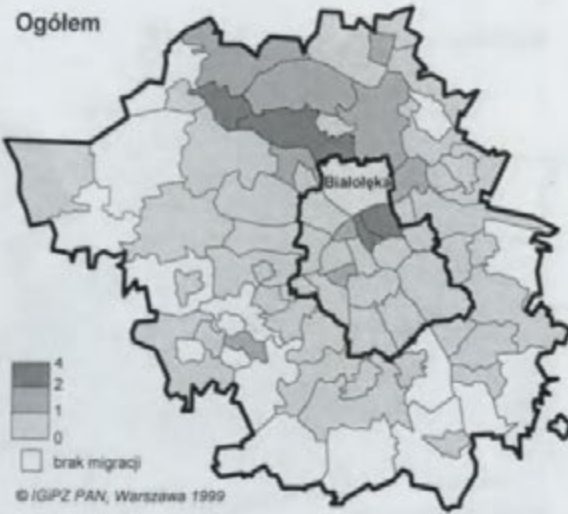 Ogółem
Białołęka
4
2
1
0
brak migracji
© IGiPZ PAN, Warszawa 1999